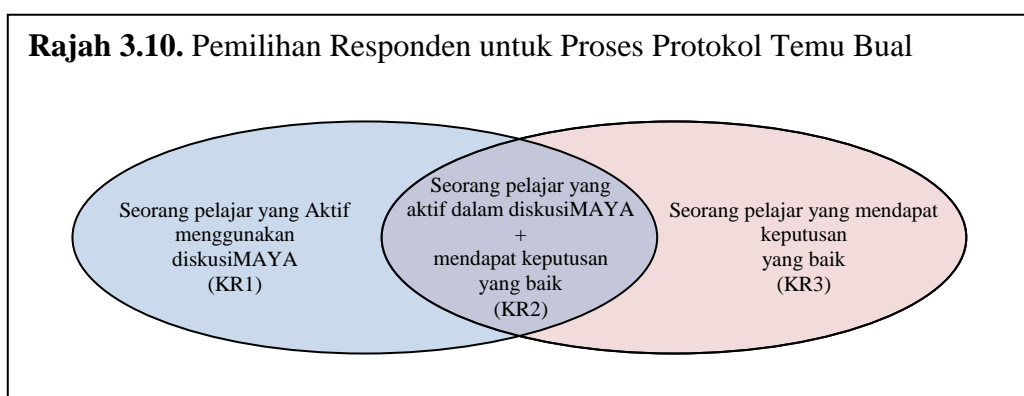 Rajah 3.10. Pemilihan Responden untuk Proses Protokol Temu Bual
Seorang pelajar yang Aktif
menggunakan
diskusiMAYA
(KR1)
Seorang pelajar yang
aktif dalam diskusiMAYA
+
mendapat keputusan
yang baik
(KR2)
Seorang pelajar yang mendapat
keputusan
yang baik
(KR3)